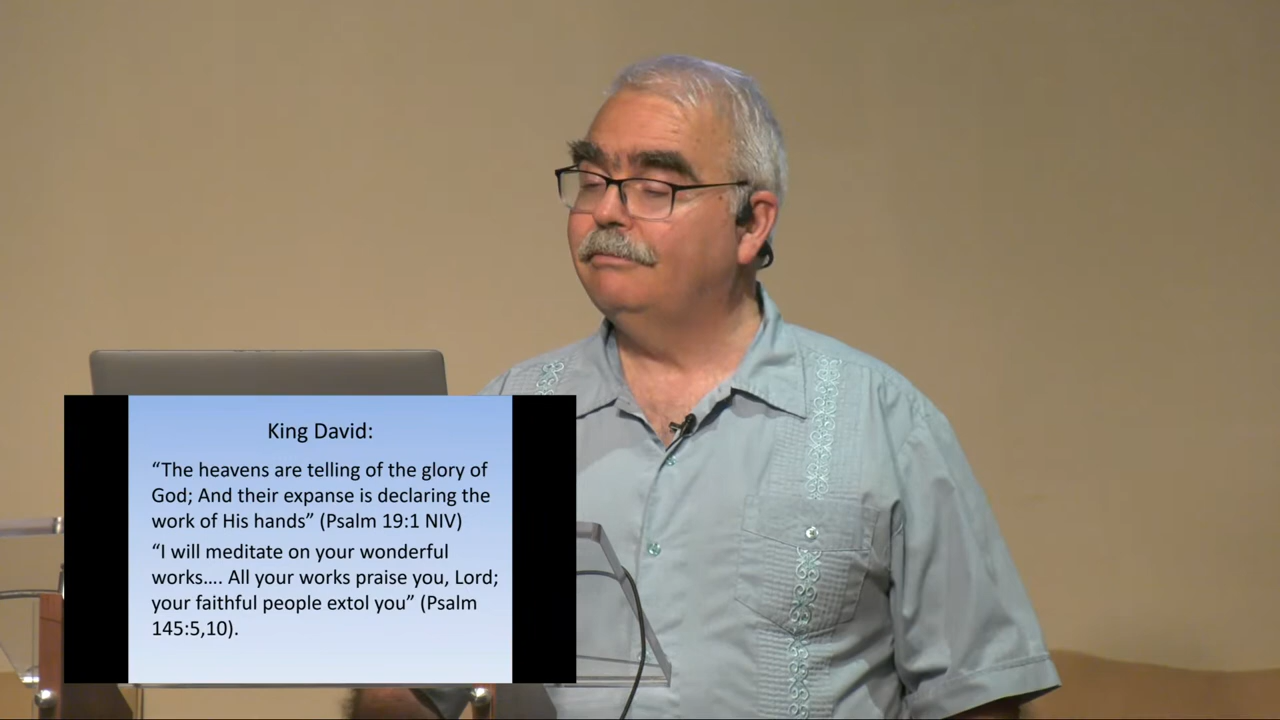 King David:
“The heavens are telling of the glory of
God; And their expanse is declaring the
work of His hands” (Psalm 19:1 NIV)
“I will meditate on your wonderful
works…. All your works praise you, Lord;
your faithful people extol you” (Psalm
145:5,10).